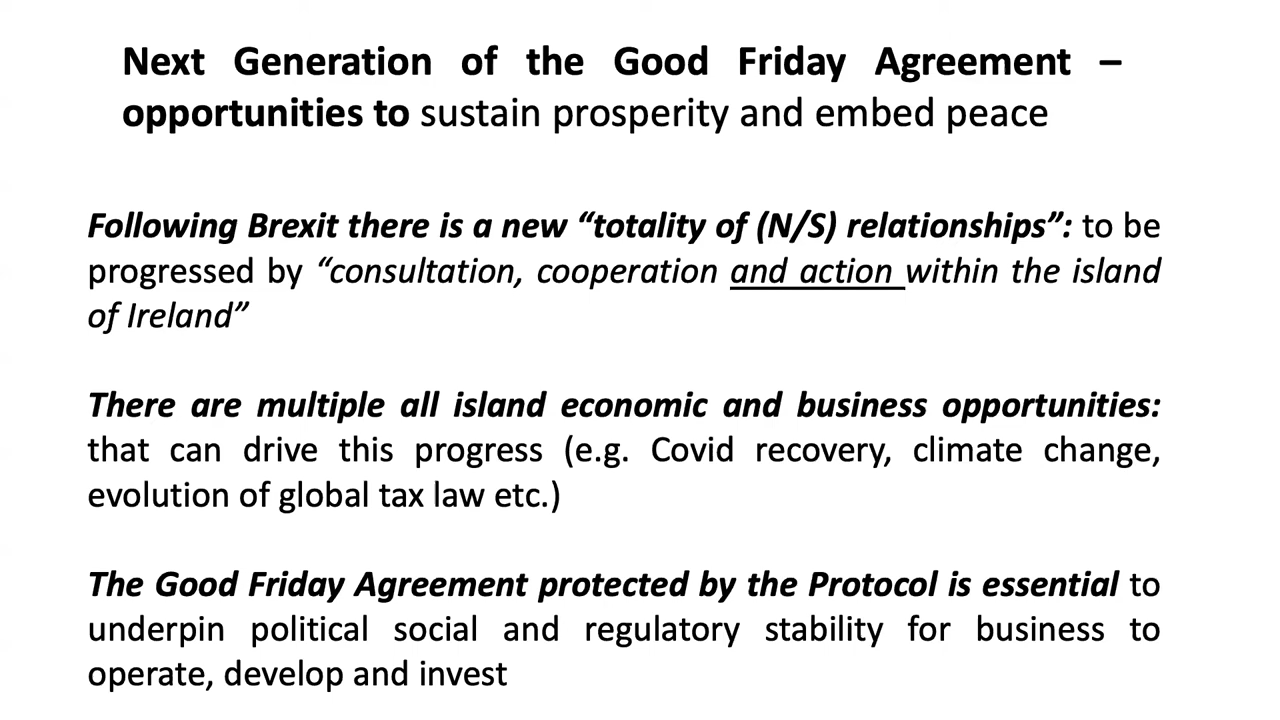 Next Generation of the Good Friday Agreement –
opportunities to sustain prosperity and embed peace
Following Brexit there is a new “totality of (N/S) relationships”: to be
progressed by “consultation, cooperation and action within the island
of Ireland”
There are multiple all island economic and business opportunities:
that can drive this progress (e.g. Covid recovery, climate change,
evolution of global tax law etc.)
The Good Friday Agreement protected by the Protocol is essential to
underpin political social and regulatory stability for business to
operate, develop and invest